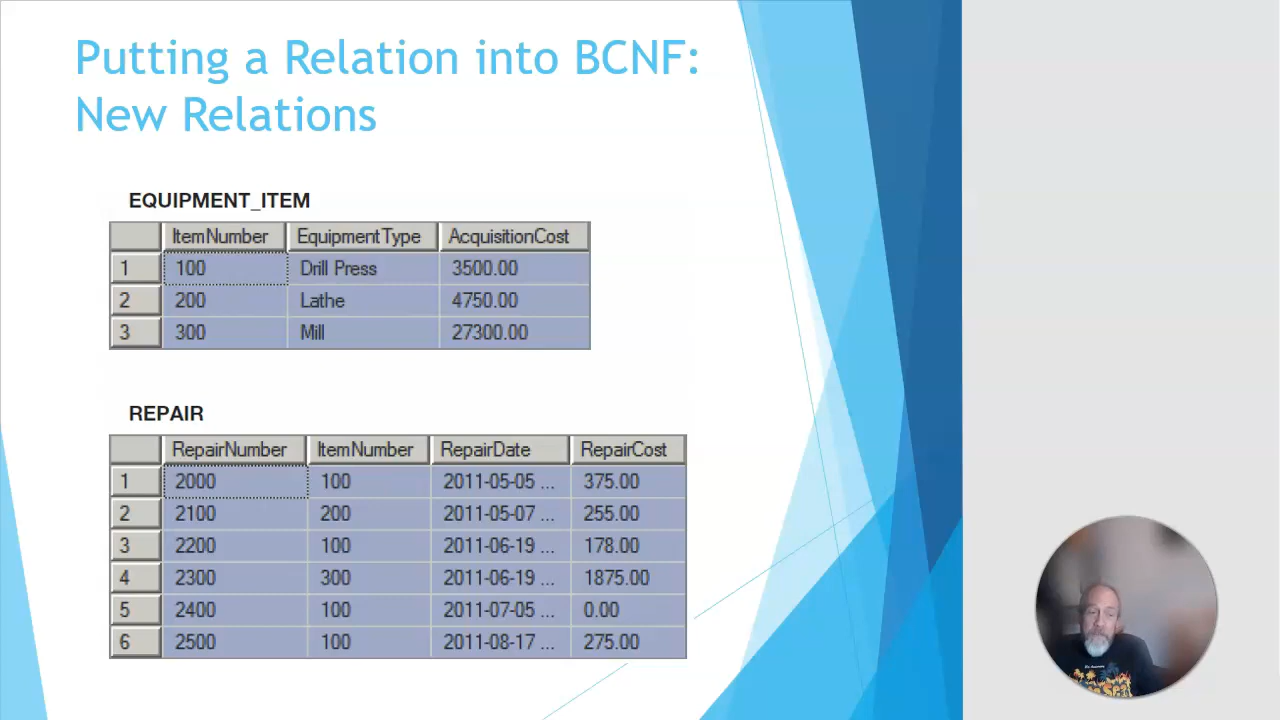 Putting a Relation into BCNF:
New Relations
EQUIPMENT_ITEM
ItemNumber EquipmentType AcquisitionCost
1 100 Drill Press 3500.00
2 200 Lathe 4750.00
3 300 Mill 27300.00
REPAIR
RepairNumber ItemNumber RepairDate RepairCost
1 2000 100 2011-05-05 ... 375.00
2 2100 200 2011-05-07 ... 255.00
3 2200 100 2011-06-19 ... 178.00
4 2300 300 2011-06-19 ... 1875.00
5 2400 100 2011-07-05 ... 0.00
6 2500 100 2011-08-17 ... 275.00